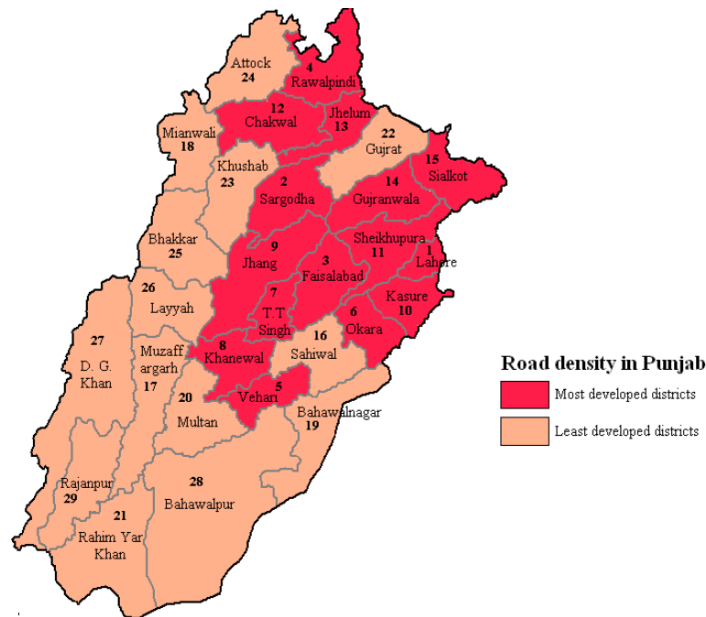 Attock
24
4
Rawalpindi
12
Chakwal
Jhelum
13
Mianwali
18
22
Gujrat
Khushab
23
15
Sialkot
2
Sargodha
14
Gujranwala
Bhakkar
25
9
Jhang
3
Faisalabad
Sheikhupura
11
1
Lahore
26
Layyah
7
T.T
Singh
6
Okara
Kasure
10
27
D. G.
Khan
Muzaff
argarh
17
8
Khanewal
16
Sahiwal
20
Multan
5
Vehari
Bahawalnagar
19
Rajanpur
29
28
Bahawalpur
21
Rahim Yar
Khan
Road density in Punjab
Most developed districts
Least developed districts